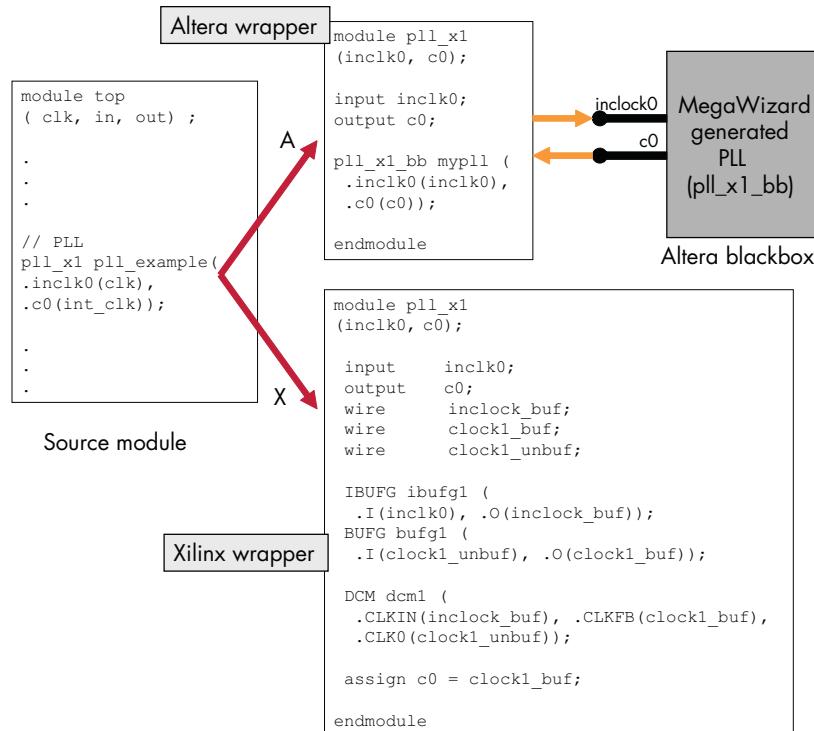 Altera wrapper
module top
( clk, in, out) ;
.
.
.
// PLL
pll_x1 pll_example(
.inclk0(clk),
.c0(int_clk));
.
.
.
Source module
A
X
module pll_x1
(inclk0, c0);
input inclk0;
output c0;
pll_x1_bb mypll (
.inclk0(inclk0),
.c0(c0));
endmodule
inclock0
c0
MegaWizard
generated
PLL
(pll_x1_bb)
Altera blackbox
Xilinx wrapper
module pll_x1
(inclk0, c0);
input inclk0;
output c0;
wire inclock_buf;
wire clock1_buf;
wire clock1_unbuf;
IBUFG ibufg1 (
.I(inclk0), .O(inclock_buf));
BUFG bufg1 (
.I(clock1_unbuf), .O(clock1_buf));
DCM dcm1 (
.CLKIN(inclock_buf), .CLKFB(clock1_buf),
.CLK0(clock1_unbuf));
assign c0 = clock1_buf;
endmodule